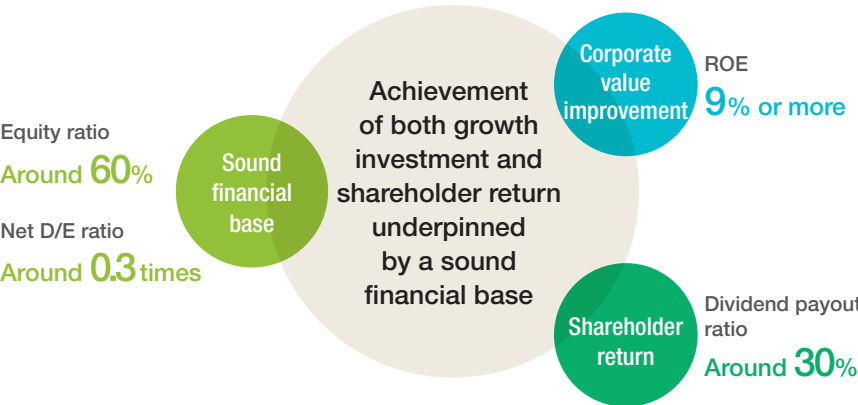 Equity ratio
Around 60%
Net D/E ratio
Around 0.3 times
Sound
financial
base
Achievement
of both growth
investment and
shareholder return
underpinned
by a sound
financial base
Corporate
value
improvement
ROE
9% or more
Shareholder
return
Dividend payout
ratio
Around 30%